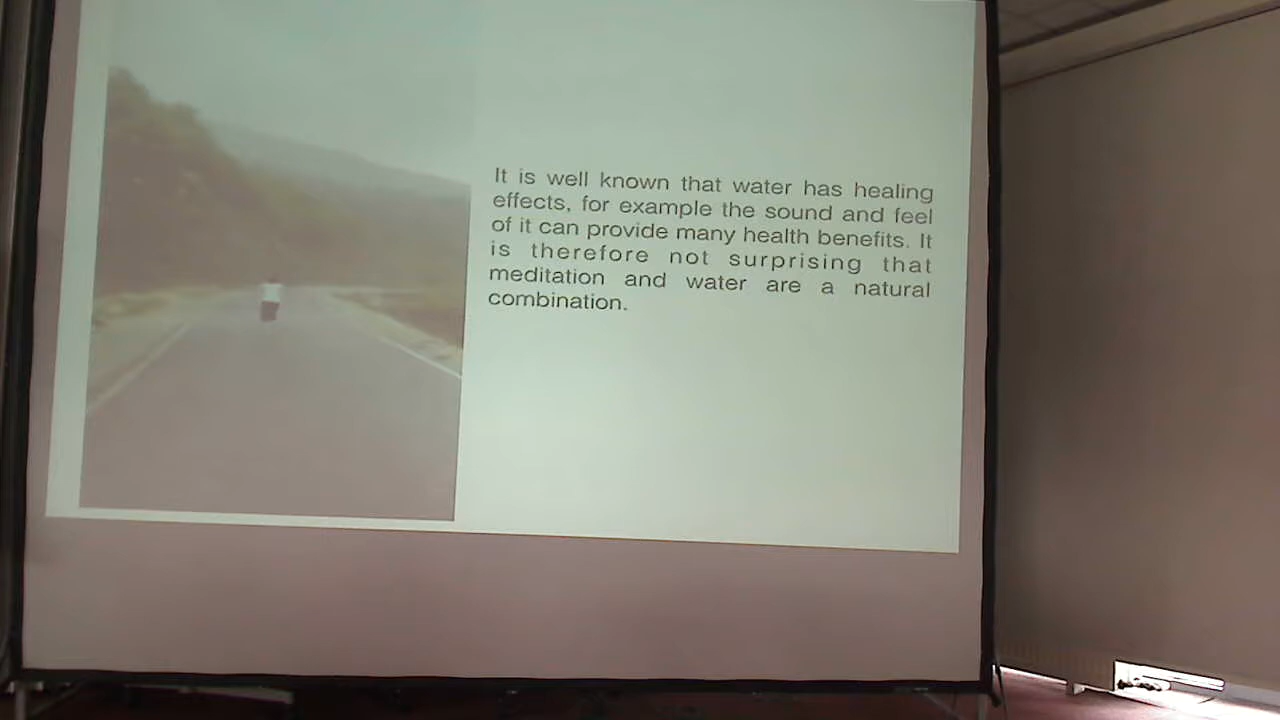 It is well known that water has healing
effects, for example the sound and feel
of it can provide many health benefits. It
is therefore not surprising that
meditation and water are a natural
combination.